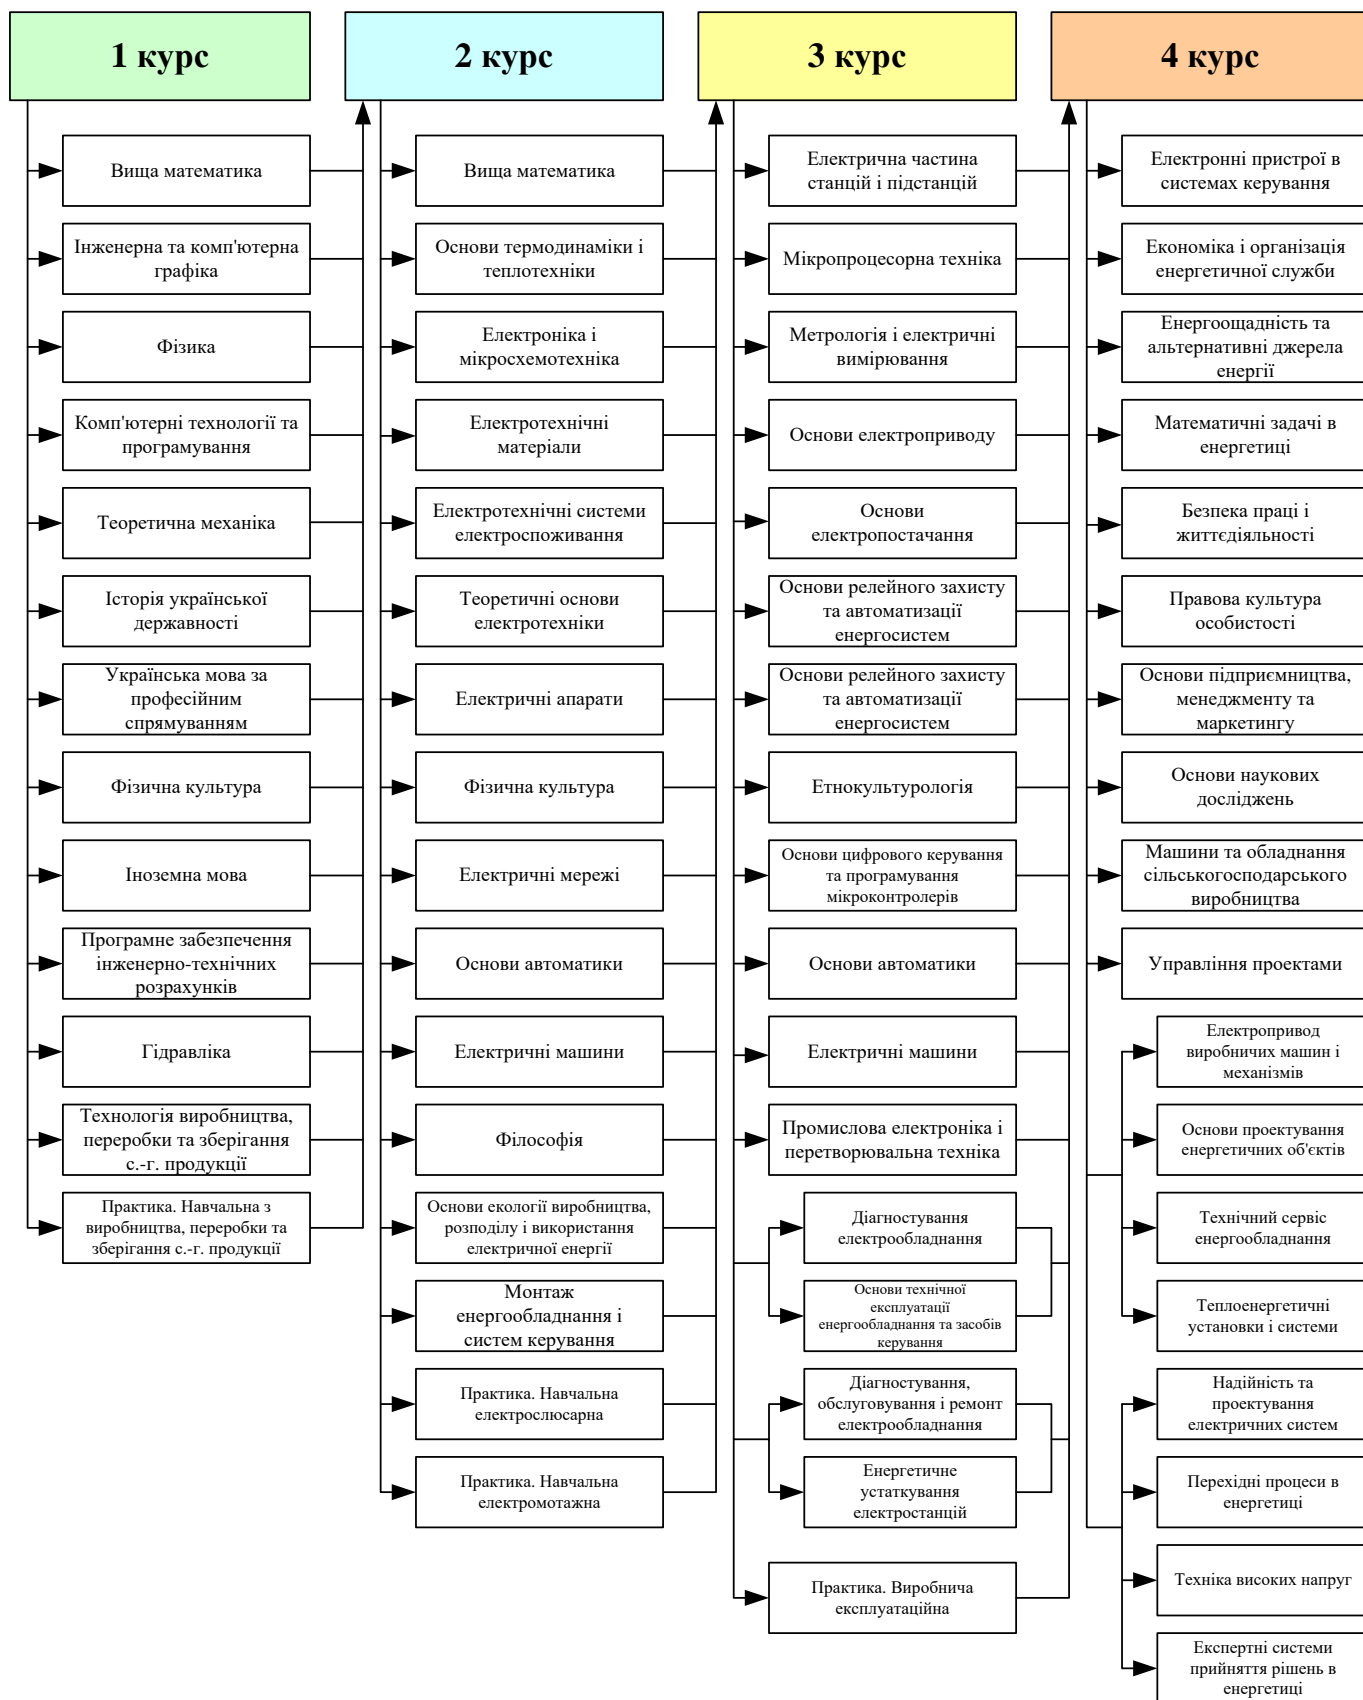 1 курс
Вища математика
Інженерна та комп'ютерна
графіка
Фізика
Комп'ютерні технології та
програмування
Теоретична механіка
Історія української
державності
Українська мова за
професійним
спрямуванням
Фізична культура
Іноземна мова
Програмне забезпечення
інженерно-технічних
розрахунків
Гідравліка
Технологія виробництва,
переробки та зберігання
с.-г. продукції
Практика. Навчальна з
виробництва, переробки та
зберігання с.-г. продукції
2 курс
Вища математика
Основи термодинаміки і
теплотехніки
Електроніка і
мікросхемотехніка
Електротехнічні
матеріали
Електротехнічні системи
електроспоживання
Теоретичні основи
електротехніки
Електричні апарати
Фізична культура
Електричні мережі
Основи автоматики
Електричні машини
Філософія
Основи екології виробництва,
розподілу і використання
електричної енергії
Монтаж
енергообладнання і
систем керування
Практика. Навчальна
електрослюсарна
Практика. Навчальна
електромотажна
3 курс
Електрична частина
станцій і підстанцій
Мікропроцесорна техніка
Метрологія і електричні
вимірювання
Основи електроприводу
Основи
електропостачання
Основи релейного захисту
та автоматизації
енергосистем
Основи релейного захисту
та автоматизації
енергосистем
Етнокультурологія
Основи цифрового керування
та програмування
мікроконтролерів
Основи автоматики
Електричні машини
Промислова електроніка і
перетворювальна техніка
Діагностування
електрообладнання
Основи технічної
експлуатації
енергообладнання та засобів
керування
Діагностування,
обслуговування і ремонт
електрообладнання
Енергетичне
устаткування
електростанцій
Практика. Виробнича
експлуатаційна
4 курс
Електронні пристрої в
системах керування
Економіка і організація
енергетичної служби
Енергоощадність та
альтернативні джерела
енергії
Математичні задачі в
енергетиці
Безпека праці і
життєдіяльності
Правова культура
особистості
Основи підприємництва,
менеджменту та
маркетингу
Основи наукових
досліджень
Машини та обладнання
сільськогосподарського
виробництва
Управління проектами
Електропривод
виробничих машин і
механізмів
Основи проектування
енергетичних об'єктів
Технічний сервіс
енергообладнання
Теплоенергетичні
установки і системи
Надійність та
проектування
електричних систем
Перехідні процеси в
енергетиці
Техніка високих напруг
Експертні системи
прийняття рішень в
енергетиці